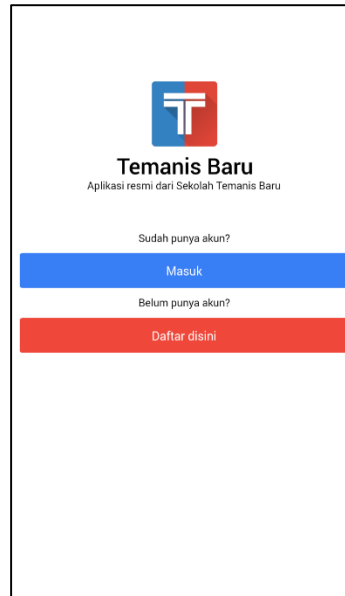 Temanis Baru
Aplikasi resmi dari Sekolah Temanis Baru
Sudah punya akun?
Masuk
Belum punya akun?
Daftar disini